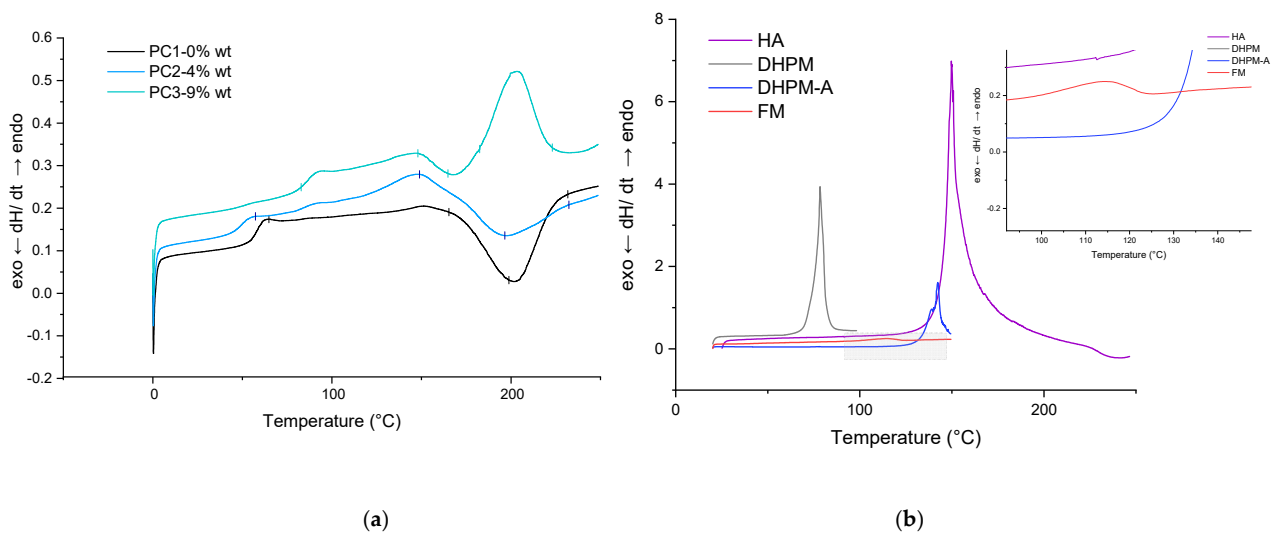 PC1-0% wt
PC2-4% wt
PC3-9% wt
0.6
0.5
0.4
0.3
0.2
0.1
0.0
-0.1
-0.2
exo ← dH/ dt → endo
0
100
200
Temperature (°C)
(a)
HA
DHPM
DHPM-A
FM
8
6
4
2
0
exo ← dH/ dt → endo
0
100
200
Temperature (°C)
HA
DHPM
DHPM-A
FM
0.2
0.0
-0.2
exo ← dH/ dt → endo
100
110
120
130
140
Temperature (°C)
(b)